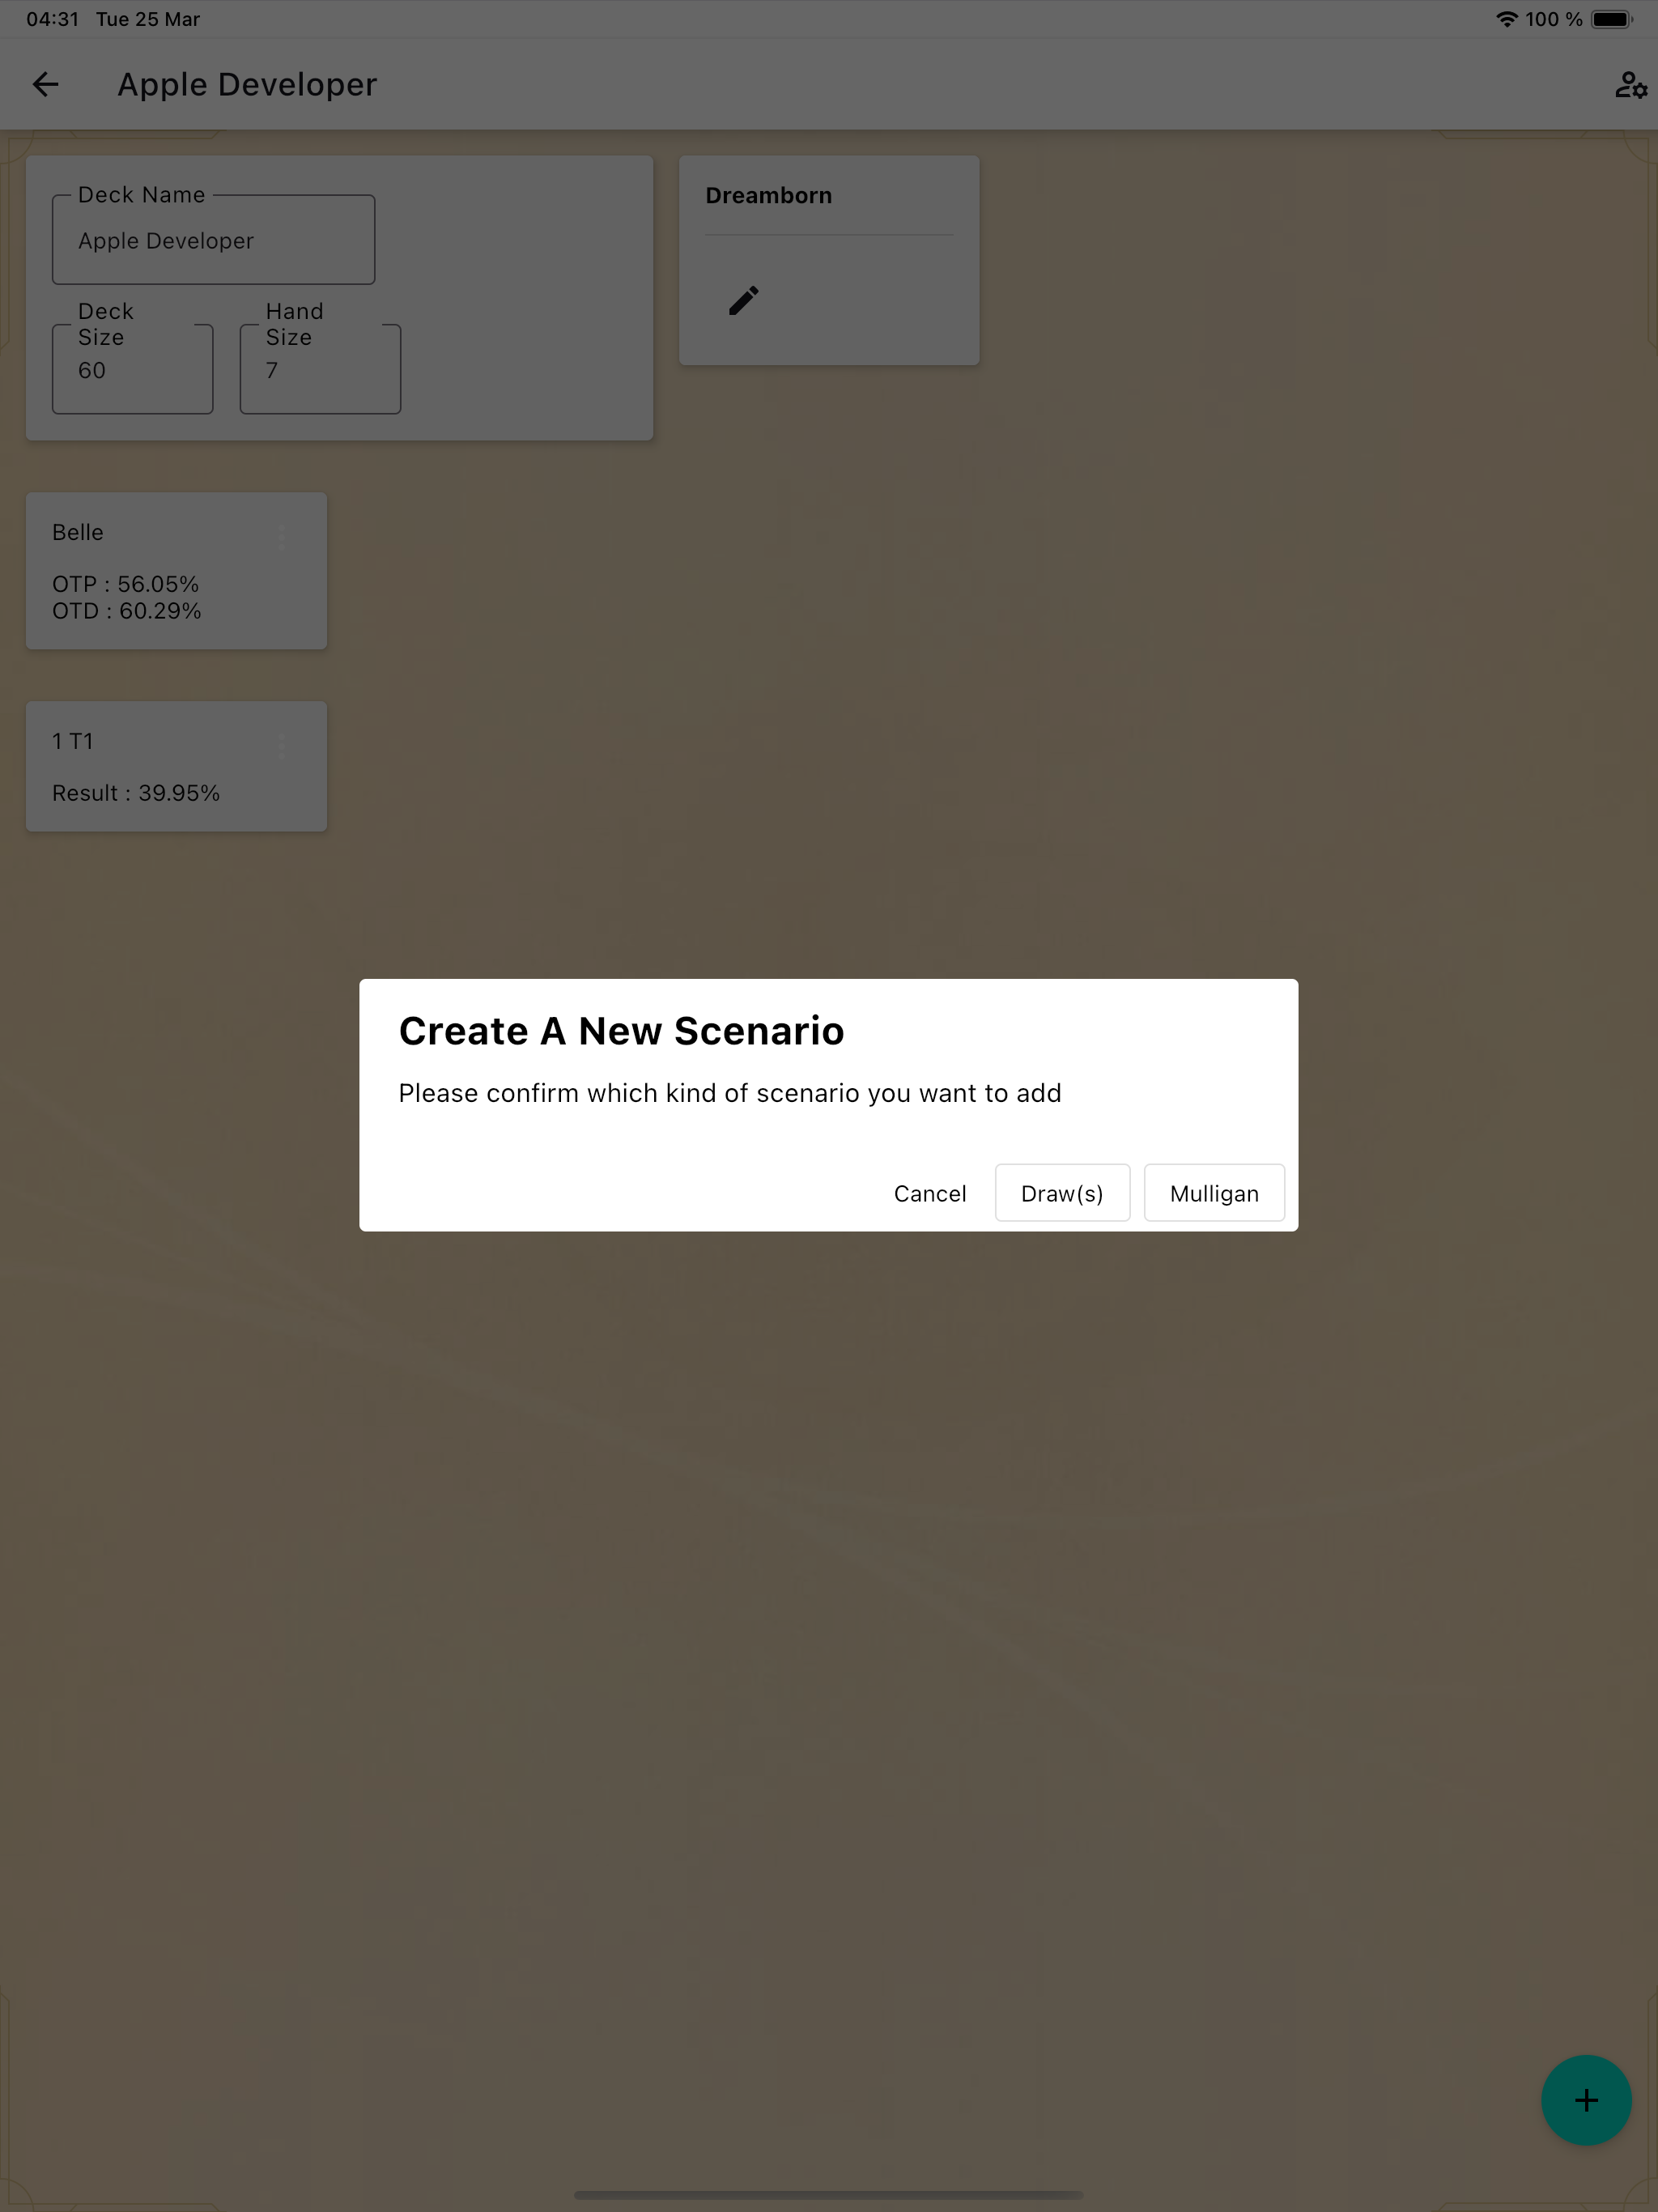 04:31 Tue 25 Mar
100 %
Apple Developer
Deck Name
Apple Developer
Deck
Size
60
Hand
Size
7
Dreamborn
Belle
OTP : 56.05%
OTD : 60.29%
1 T1
Result : 39.95%
Create A New Scenario
Please confirm which kind of scenario you want to add
Cancel
Draw(s)
Mulligan